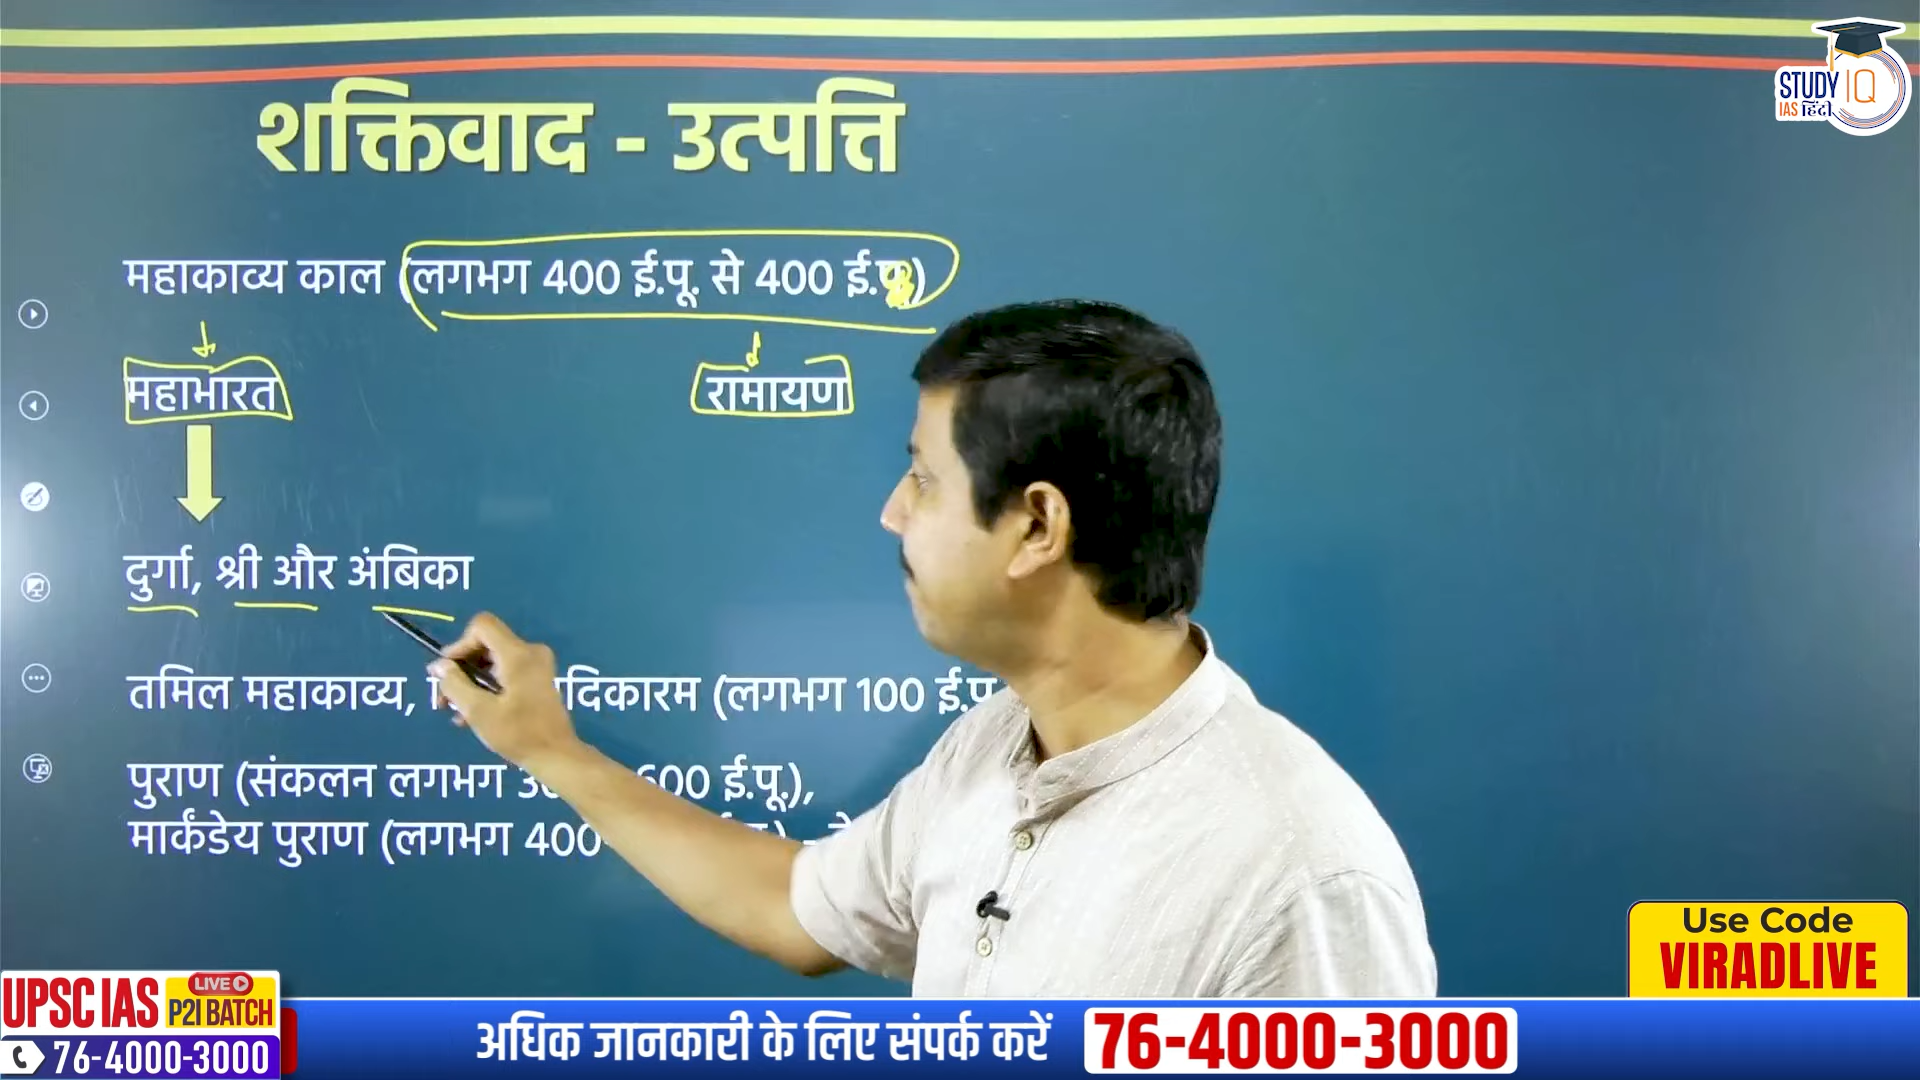 STUDY IQ
IAS हिंदी
शक्तिवाद - उत्पत्ति
महाकाव्य काल (लगभग 400 ई.पू. से 400 ई.)
महाभारत
रामायण
दुर्गा, श्री और अंबिका
तमिल महाकाव्य, (लगभग 100 ई.पू
पुराण (संकलन लगभग 600 ई.पू.),
मार्कंडेय पुराण (लगभग 400
Use Code
VIRADLIVE
UPSC IAS LIVE P2I BATCH
76-4000-3000
अधिक जानकारी के लिए संपर्क करें 76-4000-3000